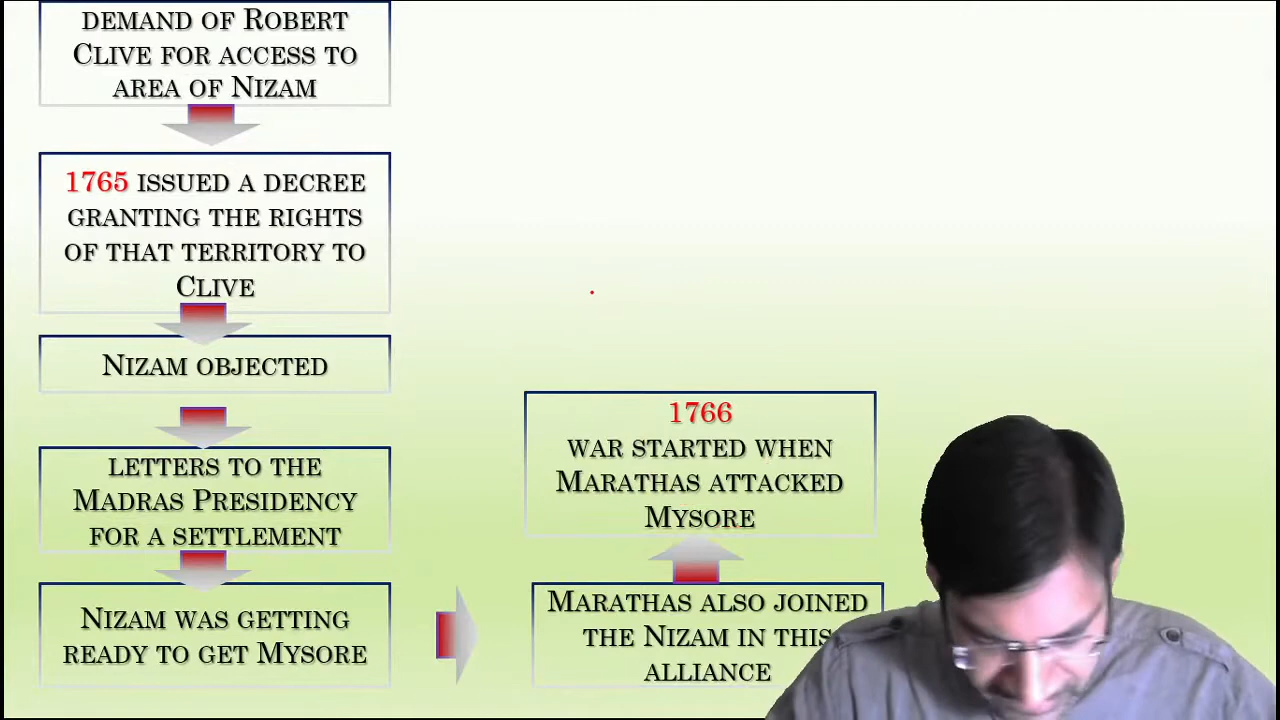 DEMAND OF ROBERT
CLIVE FOR ACCESS TO
AREA OF NIZAM
1765 ISSUED A DECREE
GRANTING THE RIGHTS
OF THAT TERRITORY TO
CLIVE
NIZAM OBJECTED
LETTERS TO THE
MADRAS PRESIDENCY
FOR A SETTLEMENT
NIZAM WAS GETTING
READY TO GET MYSORE
MARATHAS ALSO JOINED
THE NIZAM IN THIS
ALLIANCE
1766
WAR STARTED WHEN
MARATHAS ATTACKED
MYSORE